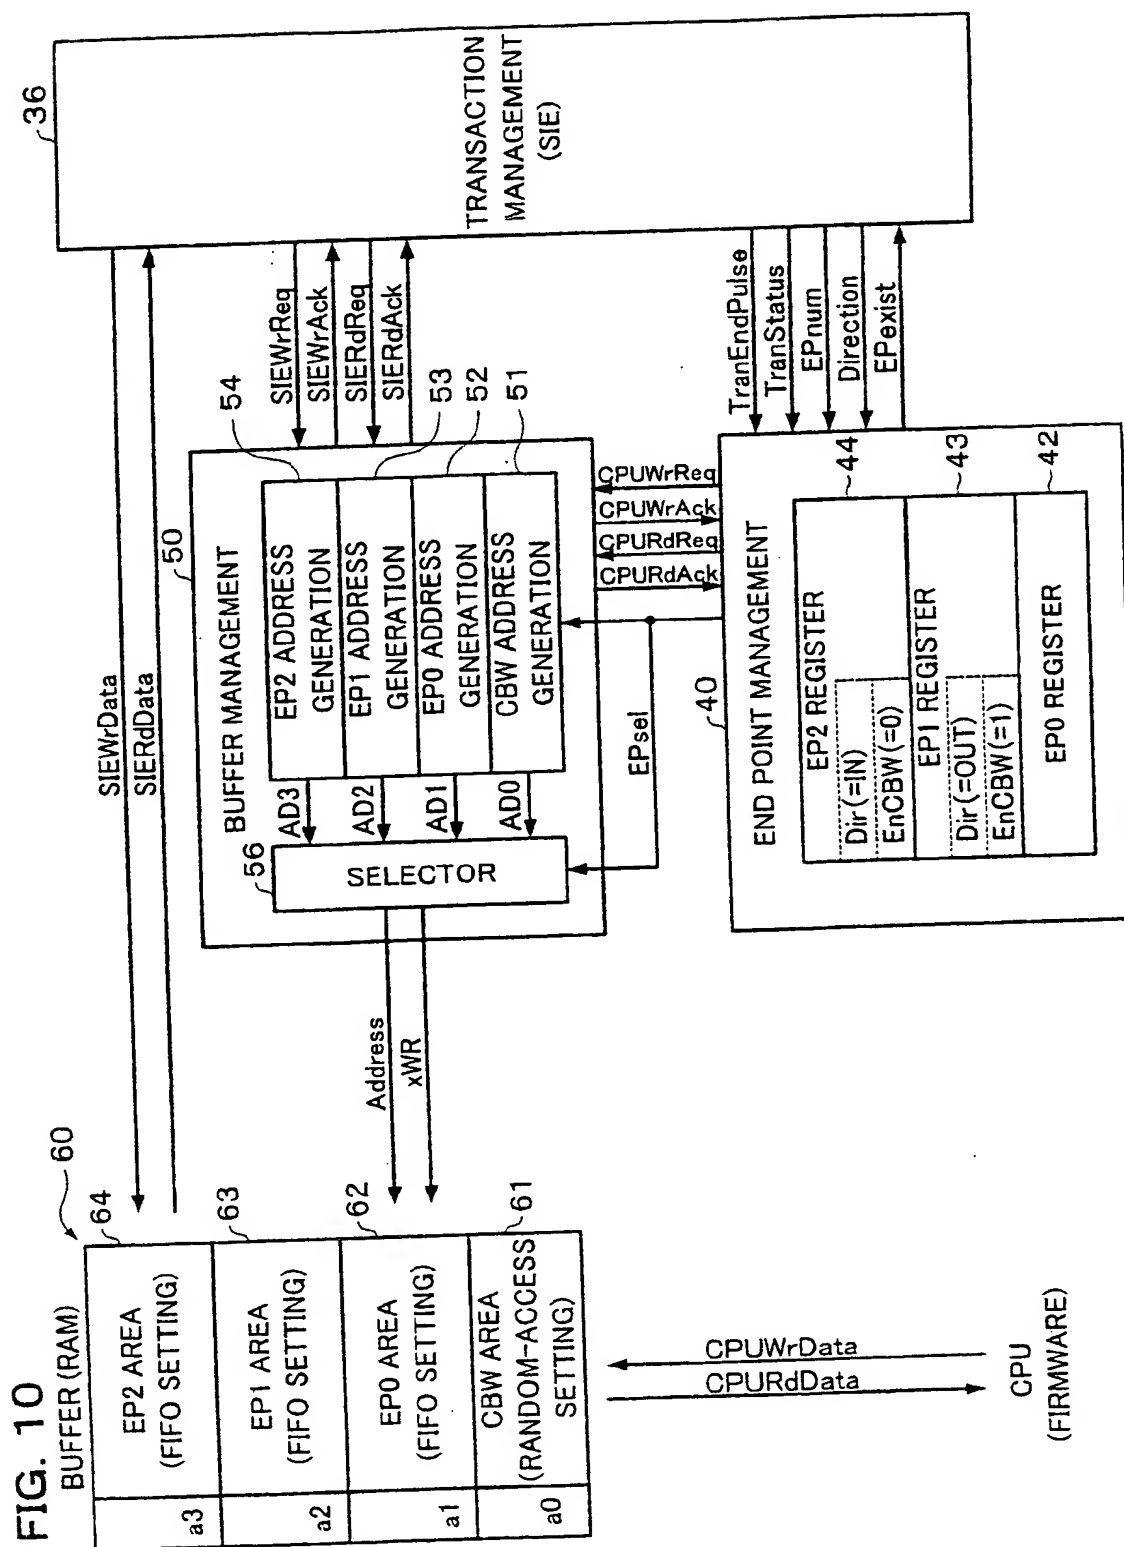 FIG. 10
BUFFER (RAM)
60
64
EP2 AREA
(FIFO SETTING)
a3
63
EP1 AREA
(FIFO SETTING)
a2
62
EP0 AREA
(FIFO SETTING)
a1
61
CBW AREA
(RANDOM-ACCESS
SETTING)
a0
CPUWrData
CPURdData
CPU
(FIRMWARE)
SIEWrData
SIERdData
Address
xWR
50
BUFFER MANAGEMENT
56
SELECTOR
AD3
AD2
AD1
AD0
54
EP2 ADDRESS
GENERATION
53
EP1 ADDRESS
GENERATION
52
EP0 ADDRESS
GENERATION
51
CBW ADDRESS
GENERATION
EPsel
CPUWrReq
CPUWrAck
CPURdReq
CPURdAck
40
END POINT MANAGEMENT
44
EP2 REGISTER
Dir(=IN)
EnCBW(=0)
43
EP1 REGISTER
Dir(=OUT)
EnCBW(=1)
42
EP0 REGISTER
SIEWrReq
SIEWrAck
SIERdReq
SIERdAck
TranEndPulse
TranStatus
EPnum
Direction
EPexist
36
TRANSACTION
MANAGEMENT
(SIE)